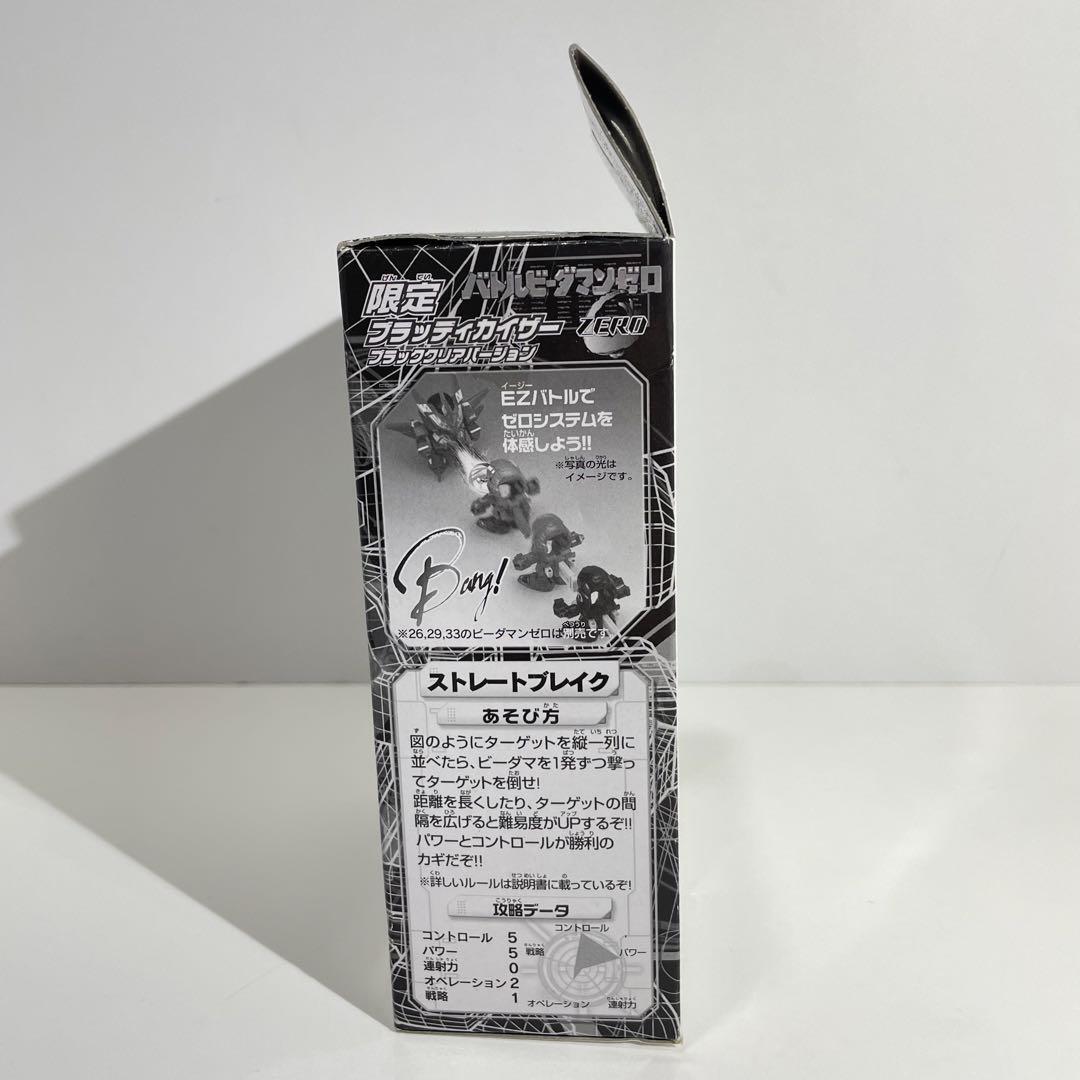 限定
バトルビーダマンゼロ
ZERO
ブラッディカイザー
ブラッククリアバージョン
EZバトルで
ゼロシステムを
体感しよう!!
※写真の光は
イメージです。
Bang!
※26,29,33のビーダマンゼロは別売です
ストレートブレイク
あそび方
図のようにターゲットを縦一列に
並べたら、ビーダマを1発ずつ撃っ
てターゲットを倒せ!
距離を長くしたり、ターゲットの間
隔を広げると難易度がUPするぞ!!
パワーとコントロールが勝利の
カギだぞ!!
※詳しいルールは説明書に載っているぞ!
攻略データ
コントロール 5
パワー 5
連射力 0
オペレーション 2
戦略 1
コントロール
戦略
パワー
オペレーション
連射力